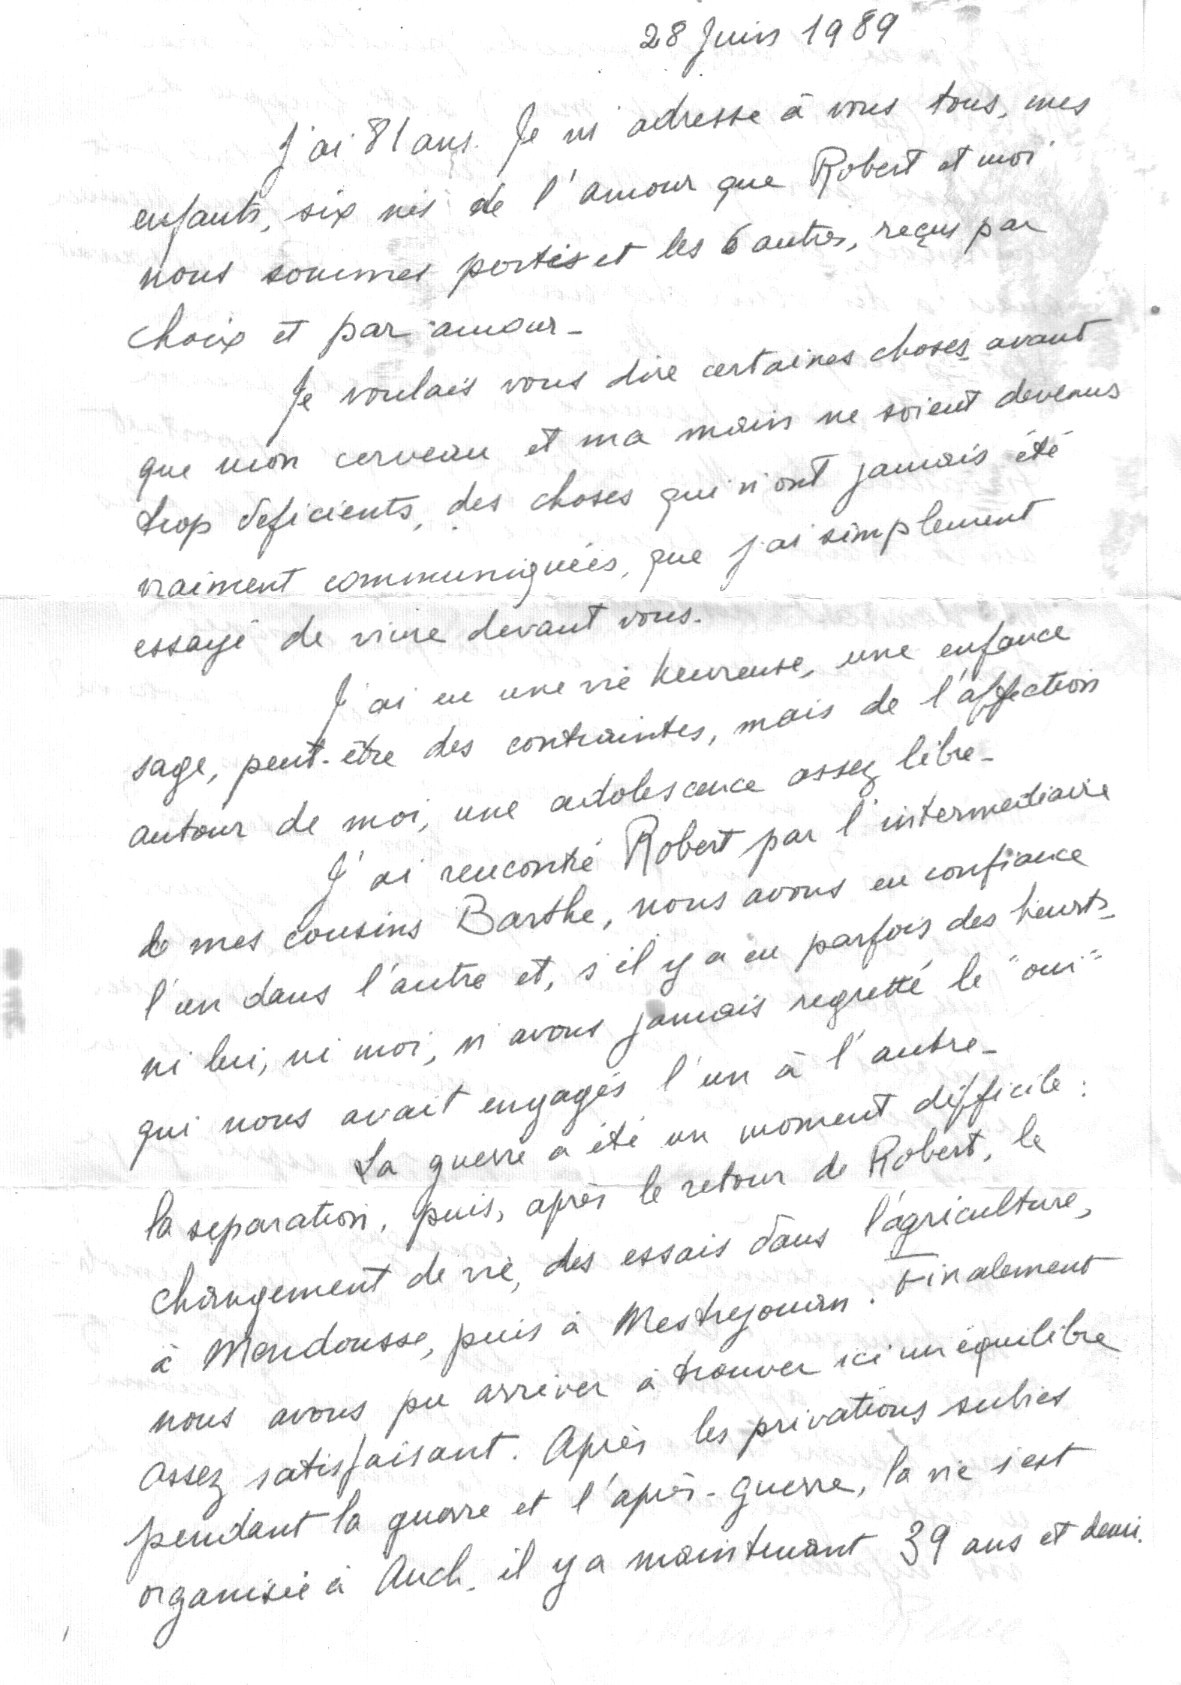 28 Juin 1989
J'ai 81 ans. Je m'adresse à vous tous, mes
enfants, six nés de l'amour que Robert et moi
nous sommes portés et les 6 autres, reçus par
choix et par amour -
Je voulais vous dire certaines choses avant
que mon cerveau et ma main ne soient devenus
trop déficients, des choses qui n'ont jamais été
vraiment communiquées, que j'ai simplement
essayé de vivre devant vous.
J'ai eu une vie heureuse, une enfance
sage, peut-être des contraintes, mais de l'affection
autour de moi, une adolescence assez libre -
J'ai rencontré Robert par l'intermediaire
de mes cousins Barthe, nous avons eu confiance
l'un dans l'autre et, s'il y a eu parfois des heurts -
ni lui, ni moi, n'avons jamais regretté le "oui"
qui nous avait engagés l'un à l'autre -
La guerre a été un moment difficile :
la separation, puis, après le retour de Robert, le
changement de vie, des essais dans l'agriculture,
à Mondousse, puis à Mestrejouan. Finalement
nous avons pu arriver à trouver ici un équilibre
assez satisfaisant. Après les privations subies
pendant la guerre et l'après-guerre, la vie s'est
organisée à Auch, il y a maintenant 39 ans et demi.